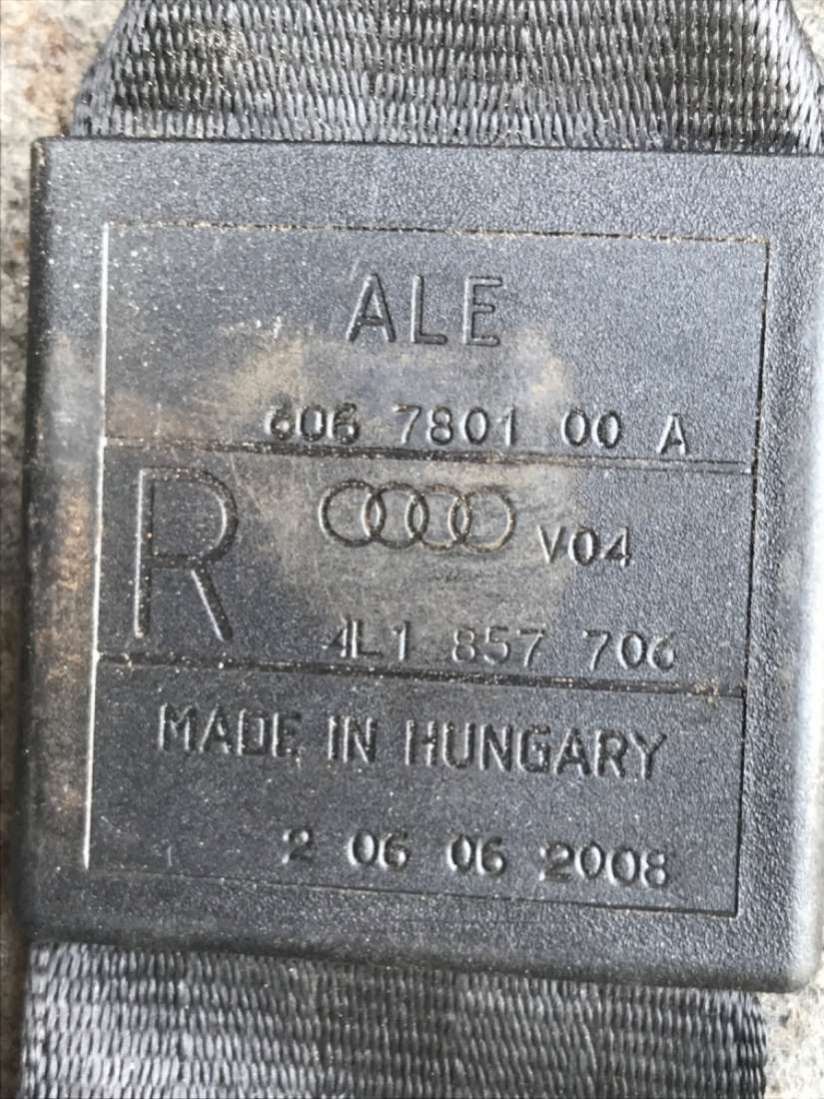 ALE
606 7801 00 A
R
V04
4L1 857 706
MADE IN HUNGARY
2 06 06 2008